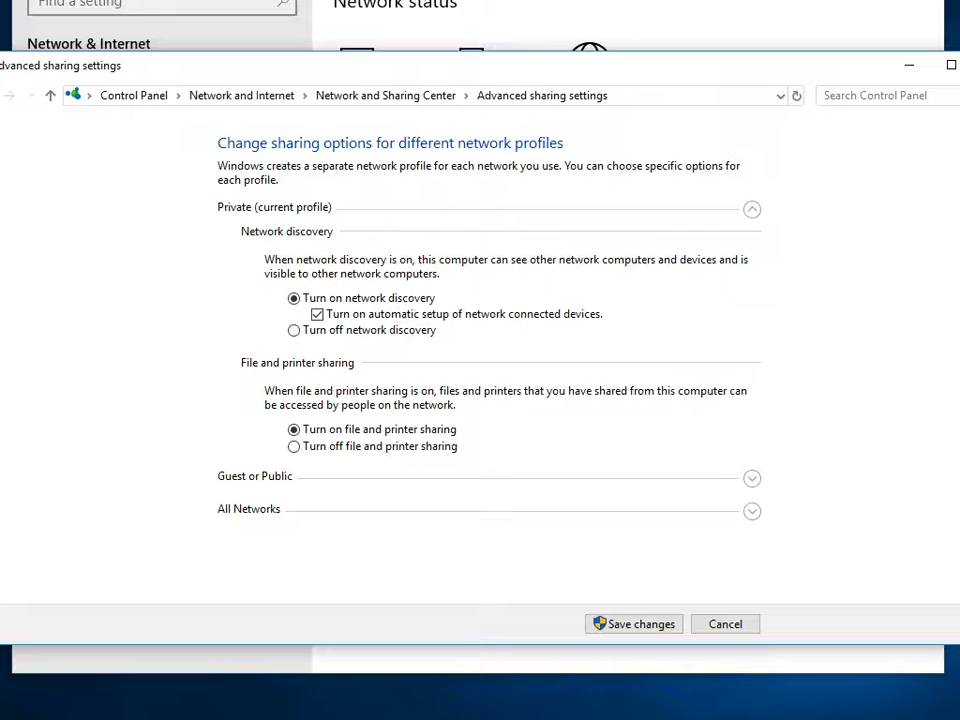 Find a setting
Network status
Network & Internet
dvanced sharing settings
Control Panel > Network and Internet > Network and Sharing Center > Advanced sharing settings
Search Control Panel
Change sharing options for different network profiles
Windows creates a separate network profile for each network you use. You can choose specific options for
each profile.
Private (current profile)
Network discovery
When network discovery is on, this computer can see other network computers and devices and is
visible to other network computers.
Turn on network discovery
Turn on automatic setup of network connected devices.
Turn off network discovery
File and printer sharing
When file and printer sharing is on, files and printers that you have shared from this computer can
be accessed by people on the network.
Turn on file and printer sharing
Turn off file and printer sharing
Guest or Public
All Networks
Save changes
Cancel